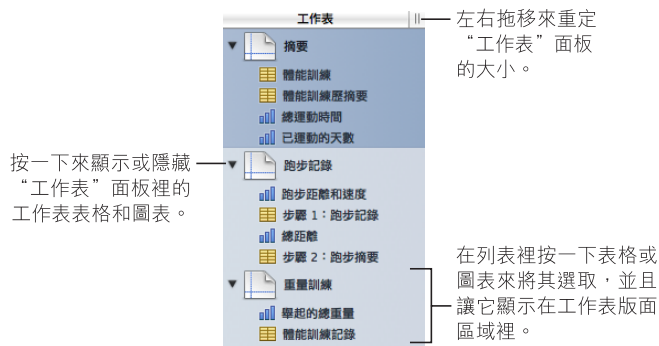 工作表
左右拖移來重定
“工作表”面板
的大小。
摘要
體能訓練
體能訓練歷摘要
總運動時間
已運動的天數
按一下來顯示或隱藏
“工作表”面板裡的
工作表表格和圖表。
跑步記錄
跑步距離和速度
步驟 1：跑步記錄
總距離
步驟 2：跑步摘要
重量訓練
舉起的總重量
體能訓練記錄
在列表裡按一下表格或
圖表來將其選取，並且
讓它顯示在工作表版面
區域裡。